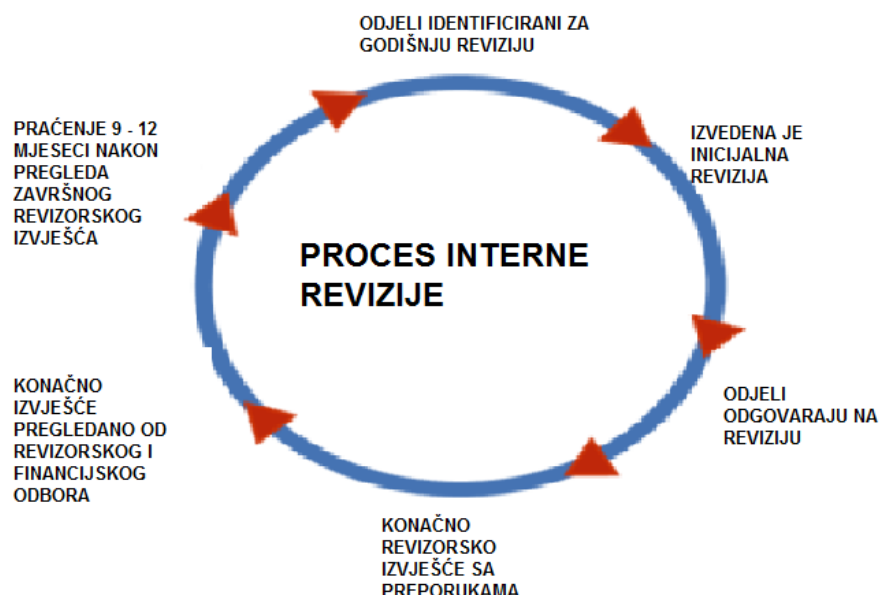 ODJELI IDENTIFICIRANI ZA
GODIŠNJU REVIZIJU
IZVEDENA JE
INICIJALNA
REVIZIJA
ODJELI
ODGOVARAJU NA
REVIZIJU
KONAČNO
REVIZORSKO
IZVJEŠĆE SA
PREPORUKAMA
KONAČNO
IZVJEŠĆE
PREGLEDANO OD
REVIZORSKOG I
FINANCIJSKOG
ODBORA
PRAĆENJE 9 - 12
MJESECI NAKON
PREGLEDA
ZAVRŠNOG
REVIZORSKOG
IZVJEŠĆA
PROCES INTERNE
REVIZIJE